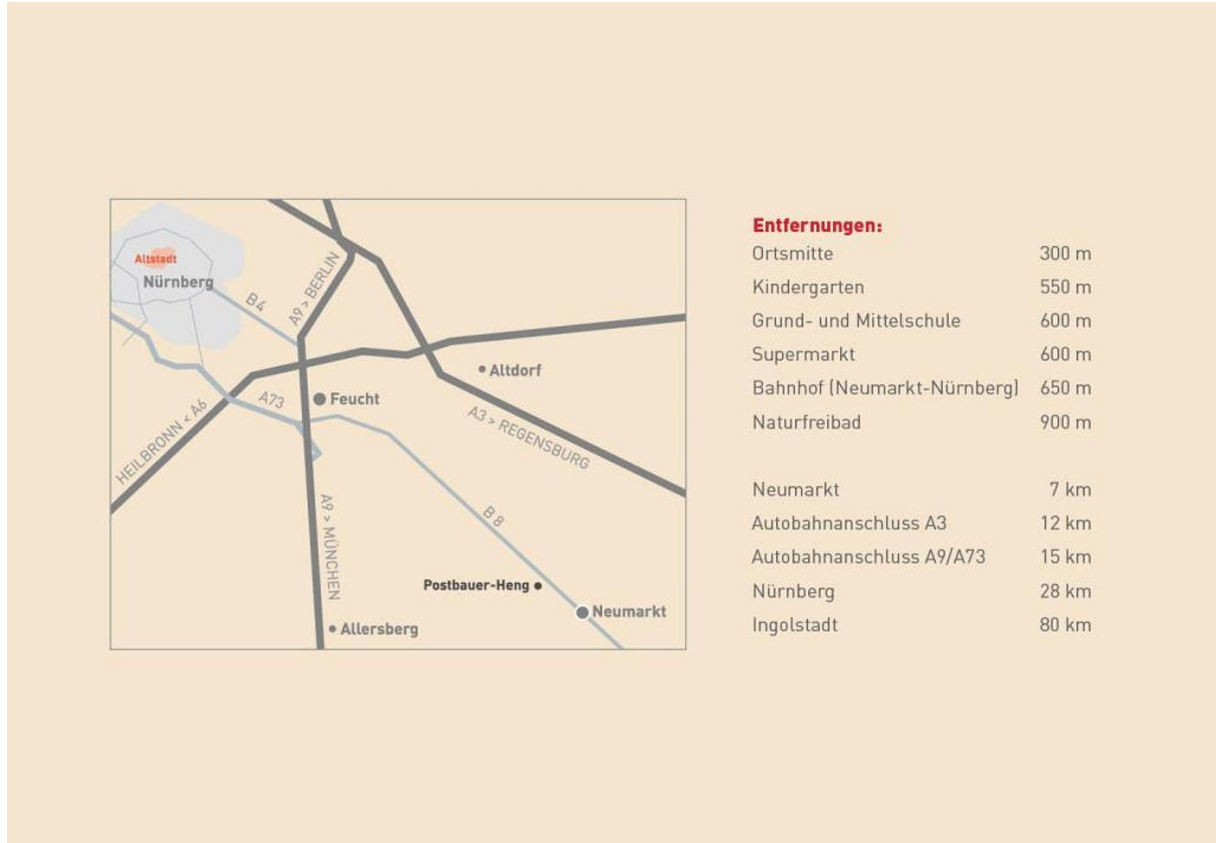 Altstadt
Nürnberg
B4
A9 > BERLIN
Altdorf
Feucht
A73
HEILBRONN < A6
A3 > REGENSBURG
B8
A9 > MÜNCHEN
Postbauer-Heng
Neumarkt
Allersberg
Entfernungen:
Ortsmitte 300 m
Kindergarten 550 m
Grund- und Mittelschule 600 m
Supermarkt 600 m
Bahnhof (Neumarkt-Nürnberg) 650 m
Naturfreibad 900 m
Neumarkt 7 km
Autobahnanschluss A3 12 km
Autobahnanschluss A9/A73 15 km
Nürnberg 28 km
Ingolstadt 80 km